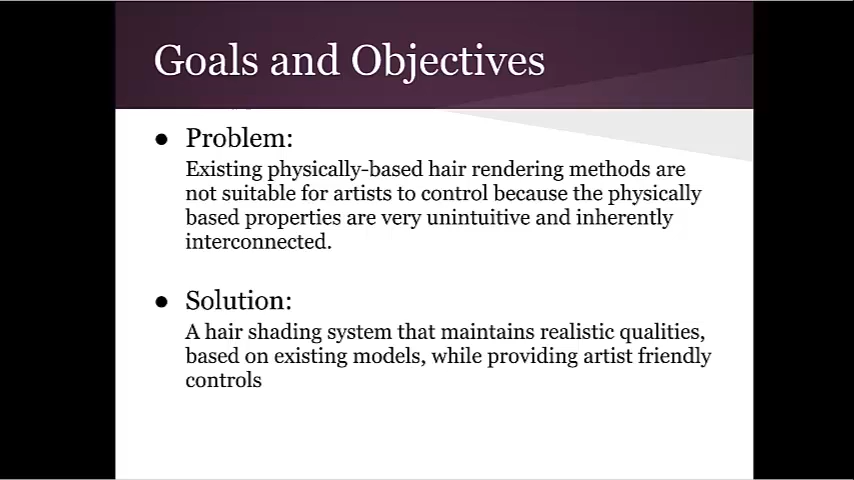 Goals and Objectives
● Problem:
Existing physically-based hair rendering methods are
not suitable for artists to control because the physically
based properties are very unintuitive and inherently
interconnected.
● Solution:
A hair shading system that maintains realistic qualities,
based on existing models, while providing artist friendly
controls